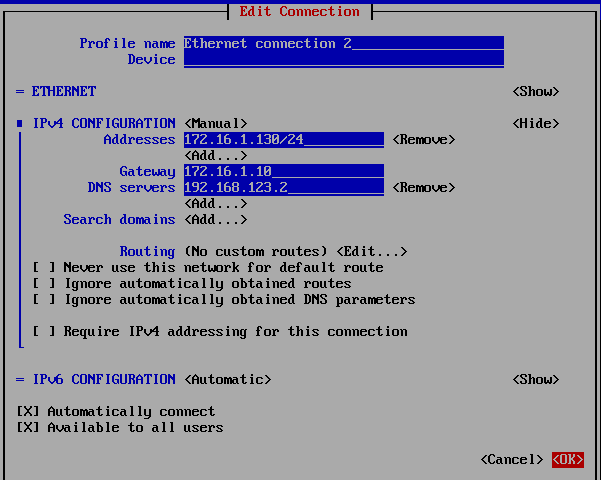 Edit Connection
Profile name Ethernet connection 2
Device
= ETHERNET <Show>
IPv4 CONFIGURATION <Manual> <Hide>
Addresses 172.16.1.130/24 <Remove>
<Add...>
Gateway 172.16.1.10
DNS servers 192.168.123.2 <Remove>
<Add...>
Search domains <Add...>
Routing (No custom routes) <Edit...>
[ ] Never use this network for default route
[ ] Ignore automatically obtained routes
[ ] Ignore automatically obtained DNS parameters
[ ] Require IPv4 addressing for this connection
= IPv6 CONFIGURATION <Automatic> <Show>
[X] Automatically connect
[X] Available to all users
<Cancel> <OK>